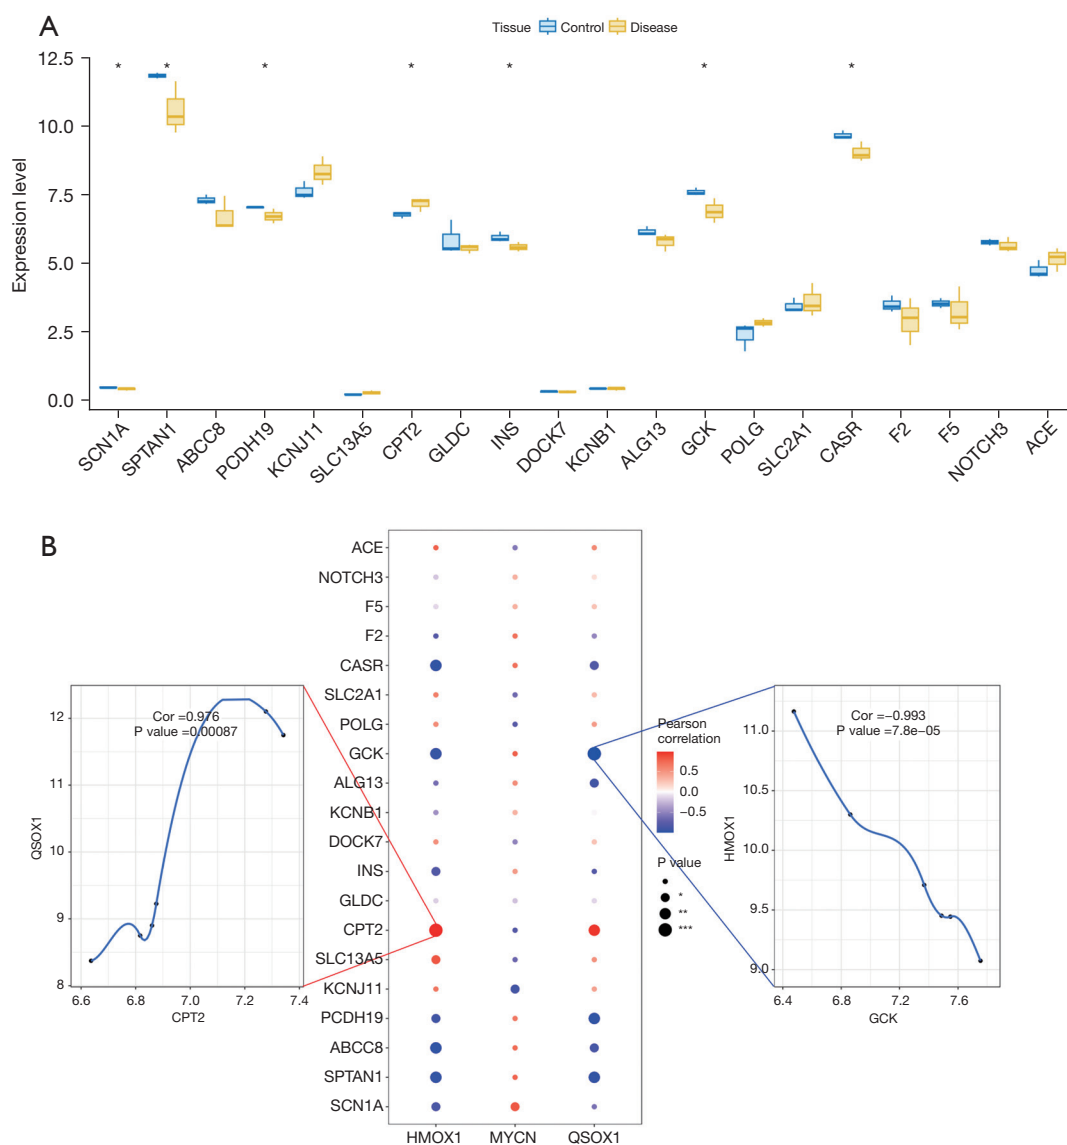 A
Tissue Control Disease
* * * * * * *
Expression level
12.5
10.0
7.5
5.0
2.5
0.0
SCN1A
SPTAN1
ABCC8
PCDH19
KCNJ11
SLC13A5
CPT2
GLDC
INS
DOCK7
KCNB1
ALG13
GCK
POLG
SLC2A1
CASR
F2
F5
NOTCH3
ACE
B
ACE
NOTCH3
F5
F2
CASR
SLC2A1
POLG
GCK
ALG13
KCNB1
DOCK7
INS
GLDC
CPT2
SLC13A5
KCNJ11
PCDH19
ABCC8
SPTAN1
SCN1A
HMOX1 MYCN QSOX1
Cor =0.976
P value =0.00087
QSOX1
12
11
10
9
8
6.6 6.8 7.0 7.2 7.4
CPT2
Pearson
correlation
0.5
0.0
−0.5
P value
*
**
***
Cor =−0.993
P value =7.8e−05
HMOX1
11.0
10.5
10.0
9.5
9.0
6.4 6.8 7.2 7.6
GCK